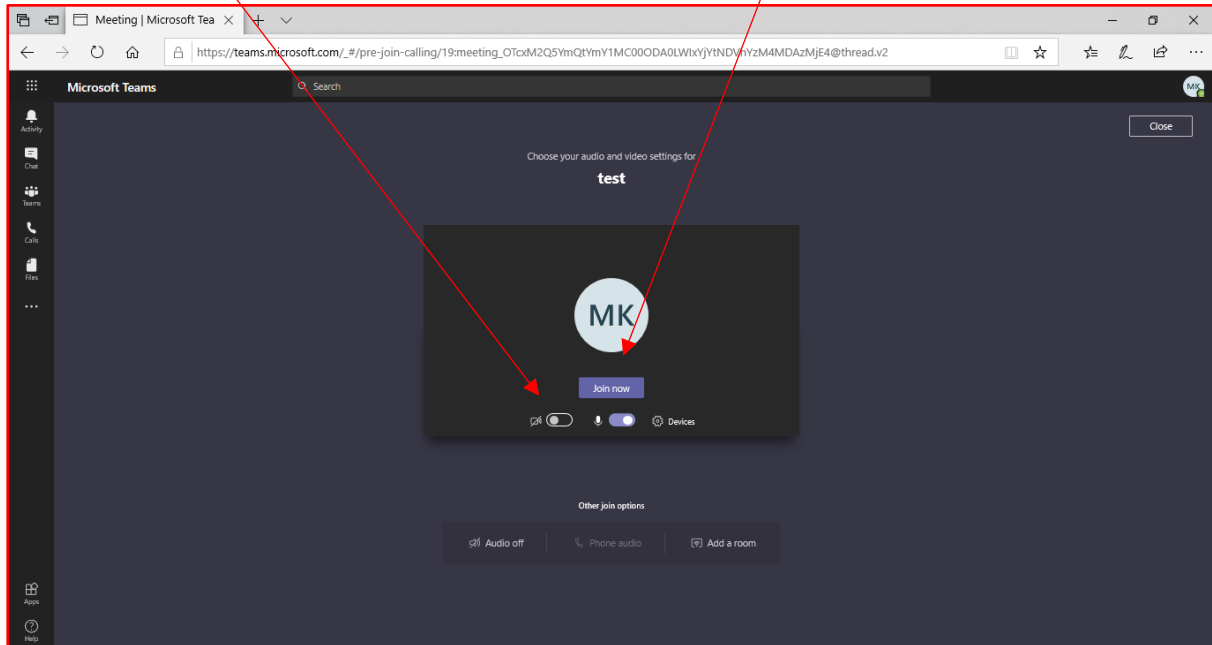 Meeting | Microsoft Tea
https://teams.microsoft.com/_#/pre-join-calling/19:meeting_OTcxM2Q5YmQtYmY1MC00ODA0LWIxYjYtNDVhYzM4MDAzMjE4@thread.v2
Microsoft Teams
Search
MK
Activity
Chat
Teams
Calls
Files
Close
Choose your audio and video settings for
test
MK
Join now
Devices
Other join options
Audio off
Phone audio
Add a room
Apps
Help